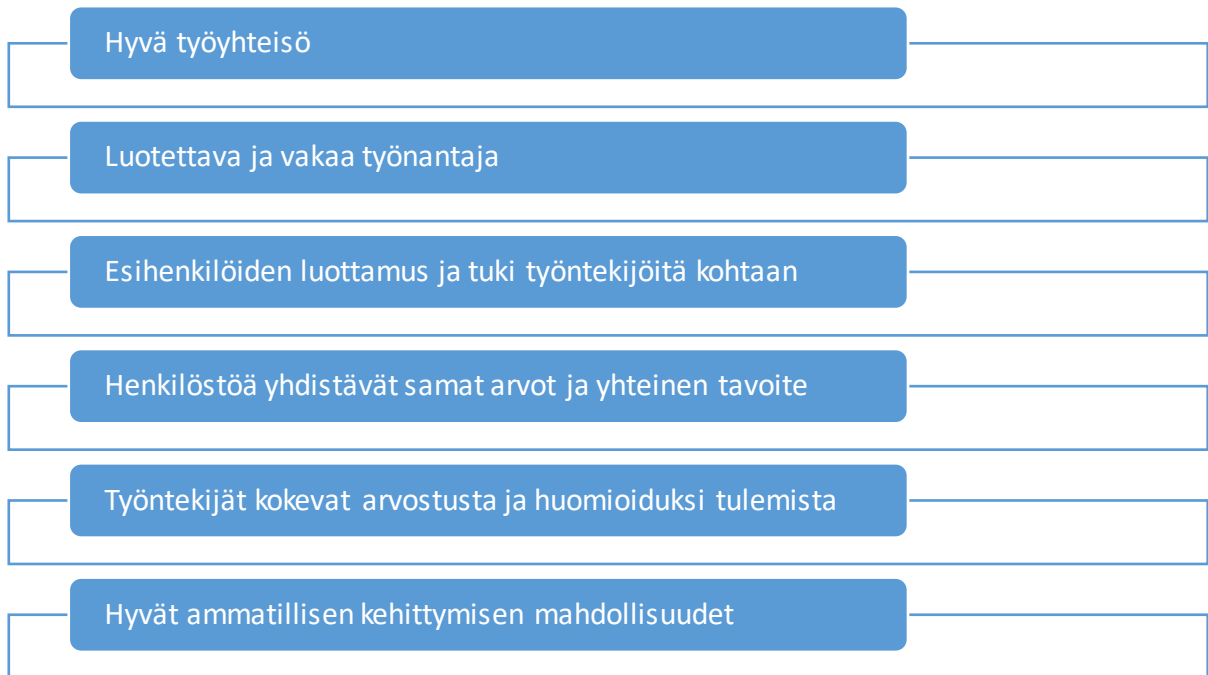 Hyvä työyhteisö
Luotettava ja vakaa työnantaja
Esihenkilöiden luottamus ja tuki työntekijöitä kohtaan
Henkilöstöä yhdistävät samat arvot ja yhteinen tavoite
Työntekijät kokevat arvostusta ja huomioiduksi tulemista
Hyvät ammatillisen kehittymisen mahdollisuudet